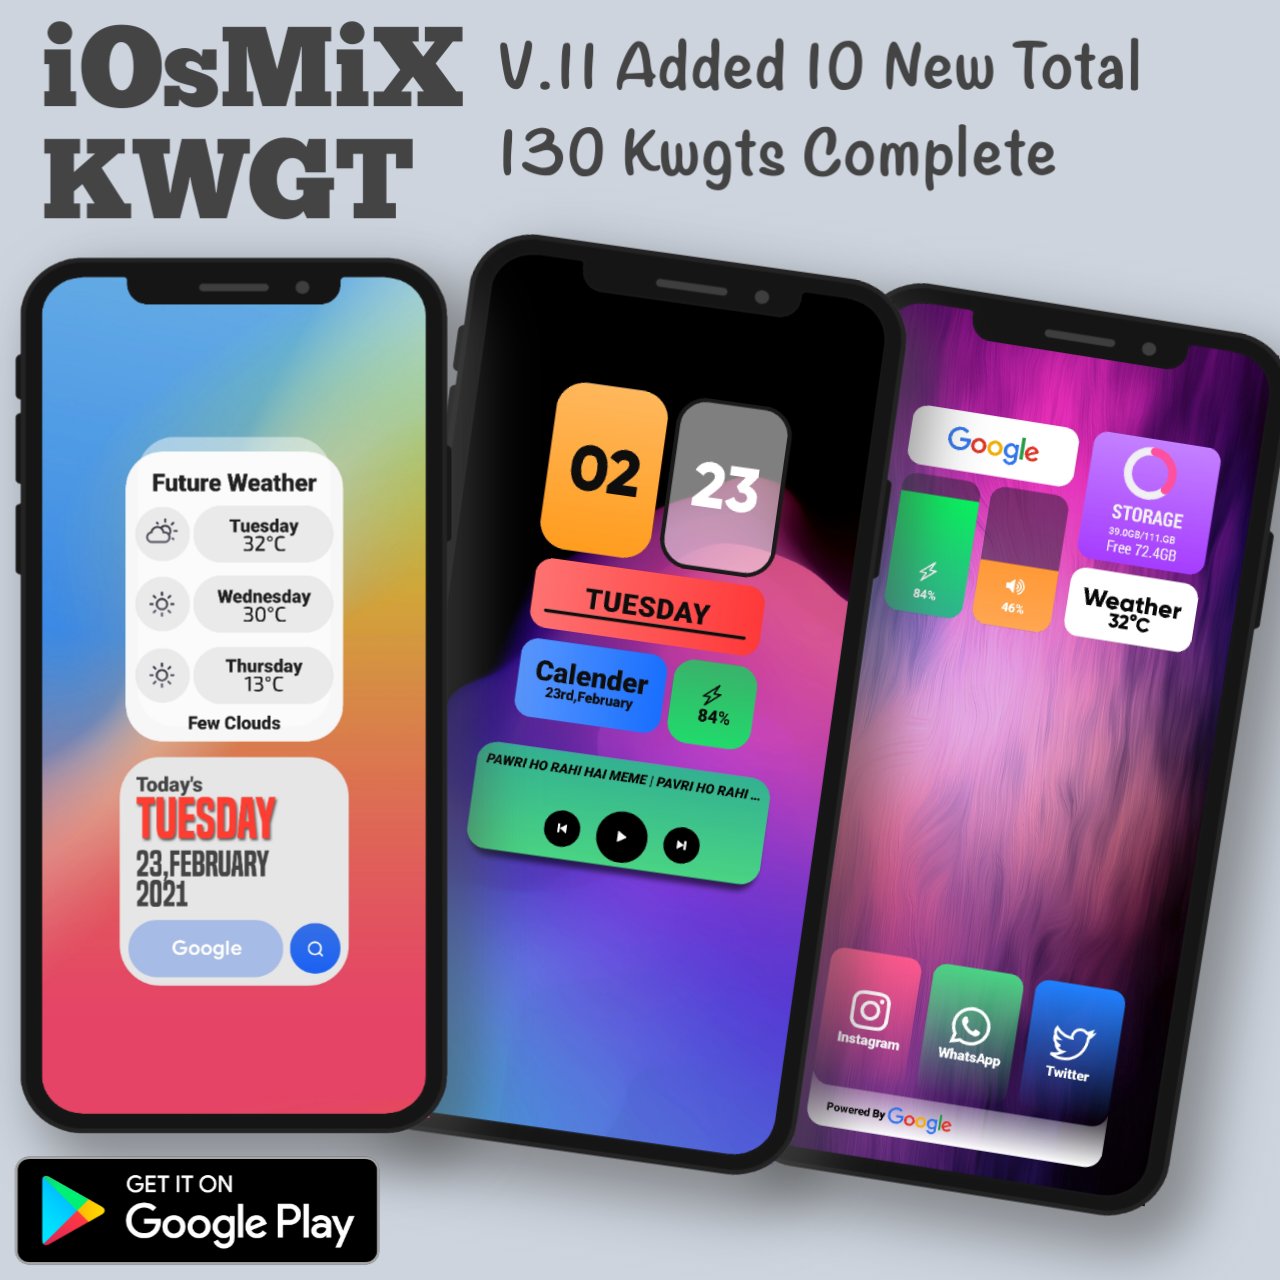 iOsMiX
KWGT
V.11 Added 10 New Total
130 Kwgts Complete
Future Weather
Tuesday
32°C
Wednesday
30°C
Thursday
13°C
Few Clouds
Today's
TUESDAY
23,FEBRUARY
2021
Google
02
23
TUESDAY
Calender
23rd,February
84%
PAWRI HO RAHI HAI MEME | PAVRI HO RAHI ...
Google
84%
46%
STORAGE
39.0GB/111.GB
Free 72.4GB
Weather
32°C
Instagram
WhatsApp
Twitter
Powered By Google
GET IT ON
Google Play